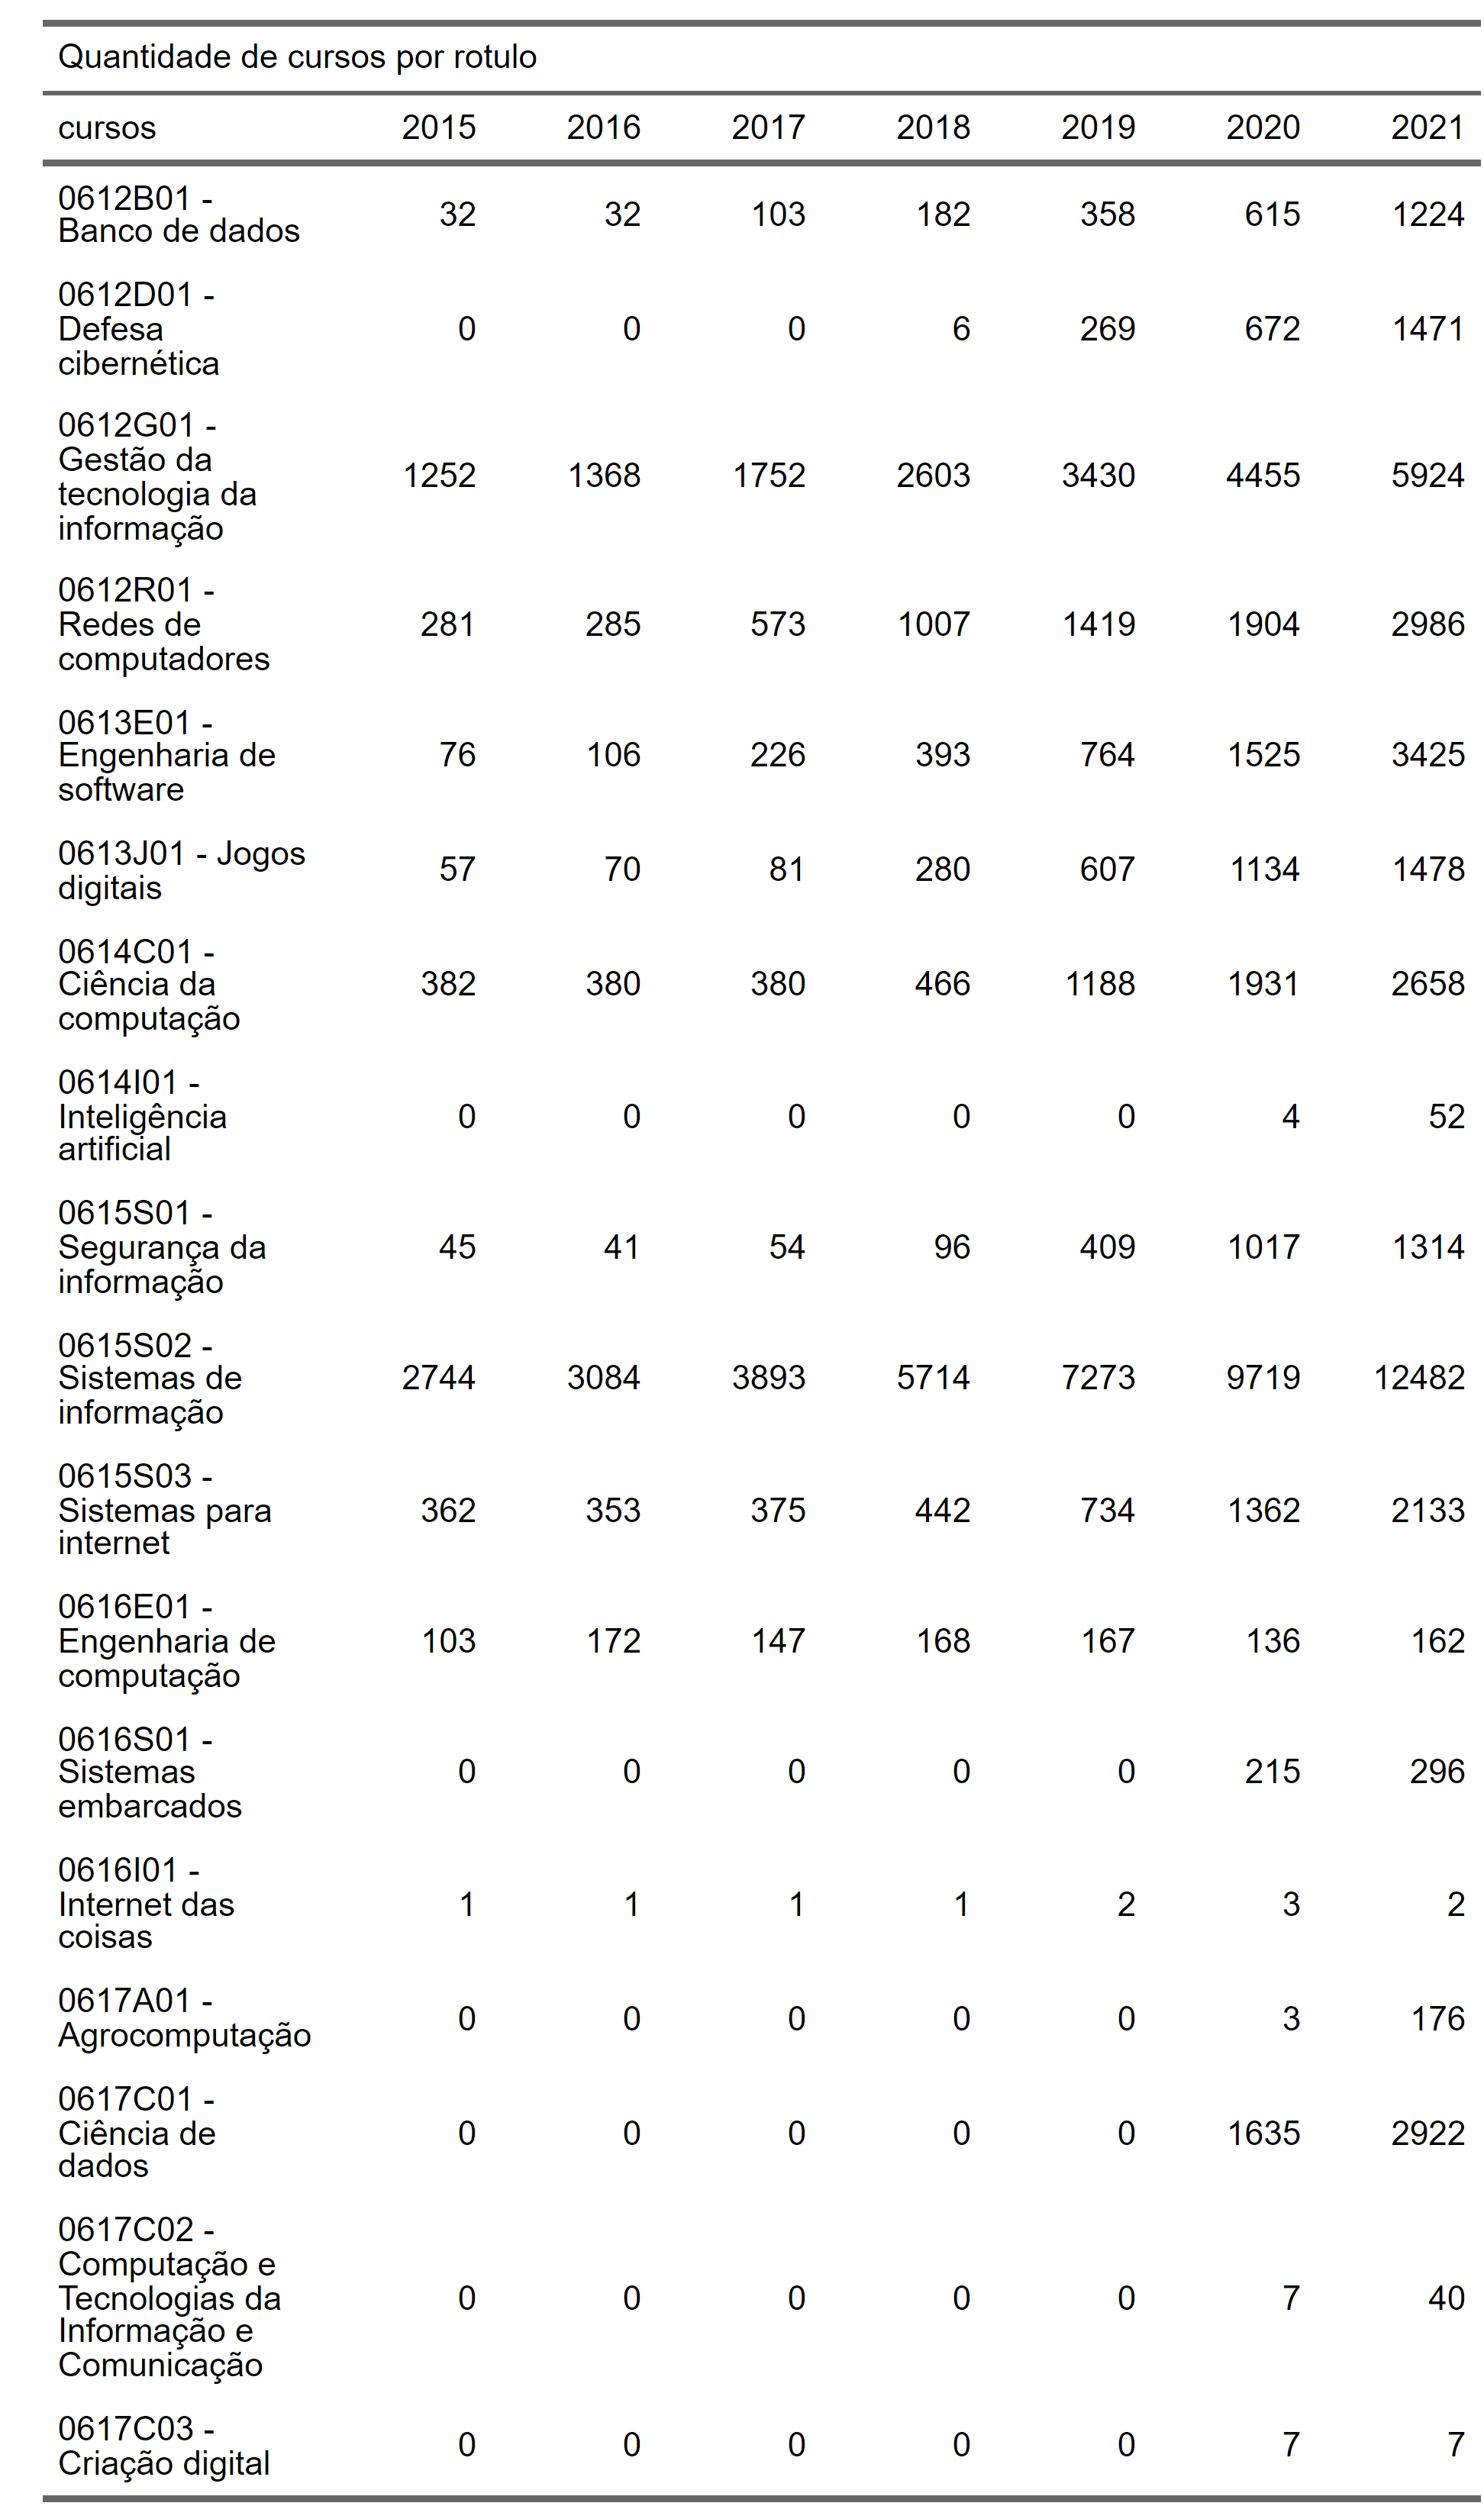 Quantidade de cursos por rotulo
cursos 2015 2016 2017 2018 2019 2020 2021
0612B01 -
Banco de dados 32 32 103 182 358 615 1224
0612D01 -
Defesa 0 0 0 6 269 672 1471
cibernética
0612G01 -
Gestão da
tecnologia da 1252 1368 1752 2603 3430 4455 5924
informação
0612R01 -
Redes de 281 285 573 1007 1419 1904 2986
computadores
0613E01 -
Engenharia de 76 106 226 393 764 1525 3425
software
0613J01 - Jogos
digitais 57 70 81 280 607 1134 1478
0614C01 -
Ciência da 382 380 380 466 1188 1931 2658
computação
0614I01 -
Inteligência 0 0 0 0 0 4 52
artificial
0615S01 -
Segurança da 45 41 54 96 409 1017 1314
informação
0615S02 -
Sistemas de 2744 3084 3893 5714 7273 9719 12482
informação
0615S03 -
Sistemas para 362 353 375 442 734 1362 2133
internet
0616E01 -
Engenharia de 103 172 147 168 167 136 162
computação
0616S01 -
Sistemas 0 0 0 0 0 215 296
embarcados
0616I01 -
Internet das 1 1 1 1 2 3 2
coisas
0617A01 -
Agrocomputação 0 0 0 0 0 3 176
0617C01 -
Ciência de 0 0 0 0 0 1635 2922
dados
0617C02 -
Computação e
Tecnologias da 0 0 0 0 0 7 40
Informação e
Comunicação
0617C03 -
Criação digital 0 0 0 0 0 7 7